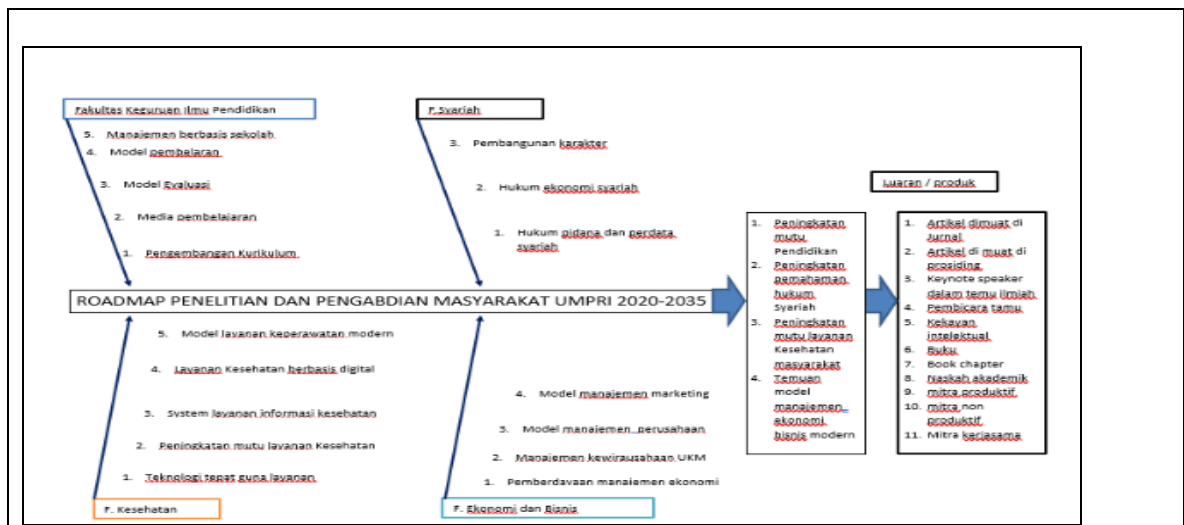 Fakultas Keguruan Ilmu Pendidikan
5. Manajemen berbasis sekolah
4. Model pembelaran
3. Model Evaluasi
2. Media pembelajaran
1. Pengembangan Kurikulum
F.Syariah
3. Pembangunan karakter
2. Hukum ekonomi syariah
1. Hukum pidana dan perdata
syariah
ROADMAP PENELITIAN DAN PENGABDIAN MASYARAKAT UMPRI 2020-2035
5. Model layanan keperawatan modern
4. Layanan Kesehatan berbasis digital
3. System layanan informasi kesehatan
2. Peningkatan mutu layanan Kesehatan
1. Teknologi tepat guna layanan
F. Kesehatan
4. Model manajemen marketing
3. Model manajemen perusahaan
2. Manajemen kewirausahaan UKM
1. Pemberdayaan manajemen ekonomi
F. Ekonomi dan Bisnis
1. Peningkatan
mutu
Pendidikan
2. Peningkatan
pemahaman
hukum
Syariah
3. Peningkatan
mutu layanan
Kesehatan
masyarakat
4. Temuan
model
manajemen
ekonomi
bisnis modern
Luaran / produk
1. Artikel dimuat di
Jurnal
2. Artikel di muat di
prosiding
3. Keynote speaker
dalam temu ilmiah
4. Pembicara tamu
5. Kekayan
intelektual
6. Buku
7. Book chapter
8. Naskah akademik
9. mitra produktif
10. mitra non
produktif
11. Mitra kerjasama